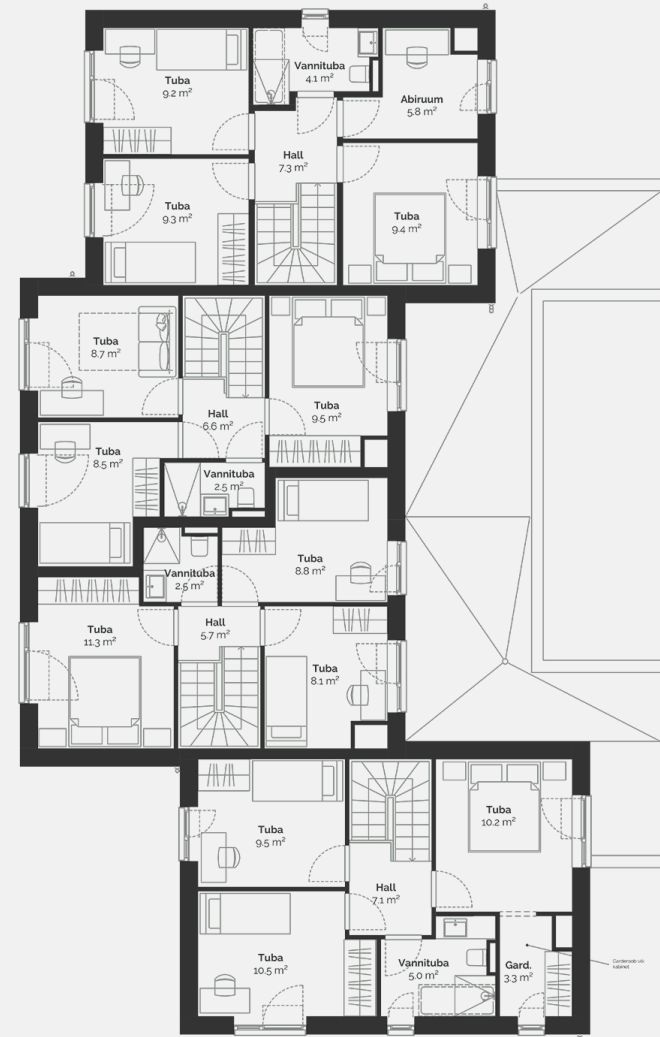 Tuba
9.2 m²
Vannituba
4.1 m²
Abiruum
5.8 m²
Hall
7.3 m²
Tuba
9.3 m²
Tuba
9.4 m²
Tuba
8.7 m²
Tuba
9.5 m²
Hall
6.6 m²
Tuba
8.5 m²
Vannituba
2.5 m²
Tuba
8.8 m²
Vannituba
2.5 m²
Tuba
11.3 m²
Hall
5.7 m²
Tuba
8.1 m²
Tuba
10.2 m²
Tuba
9.5 m²
Hall
7.1 m²
Tuba
10.5 m²
Vannituba
5.0 m²
Gard.
3.3 m²